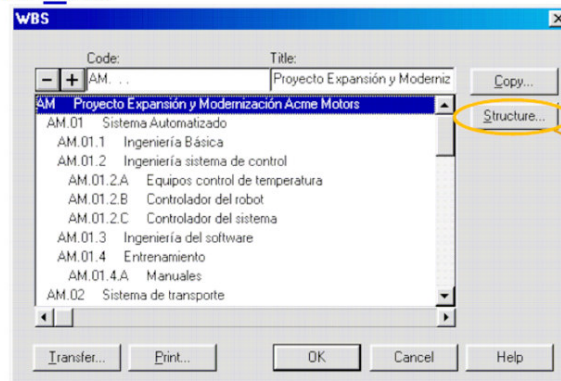 WBS
Code: Title:
- + AM. . . Proyecto Expansión y Moderniz Copy...
AM Proyecto Expansión y Modernización Acme Motors
Structure...
AM.01 Sistema Automatizado
AM.01.1 Ingeniería Básica
AM.01.2 Ingeniería sistema de control
AM.01.2.A Equipos control de temperatura
AM.01.2.B Controlador del robot
AM.01.2.C Controlador del sistema
AM.01.3 Ingeniería del software
AM.01.4 Entrenamiento
AM.01.4.A Manuales
AM.02 Sistema de transporte
Transfer... Print... OK Cancel Help